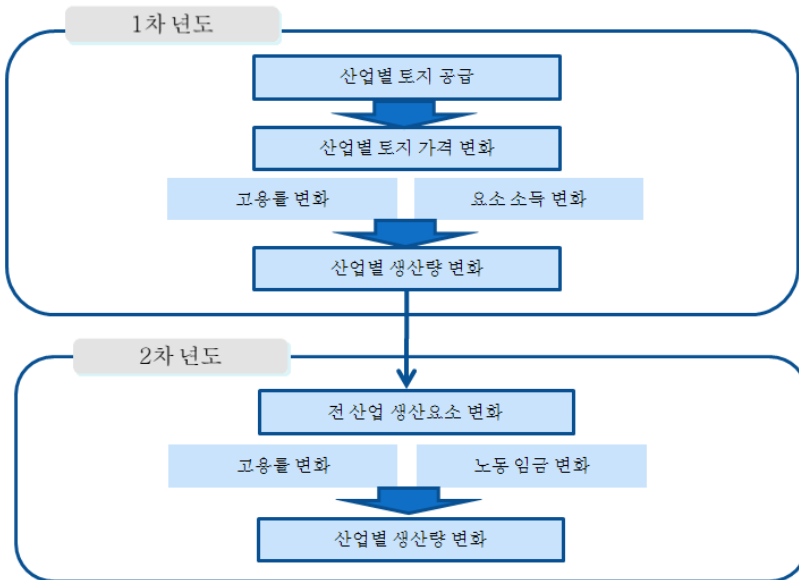 1차 년도
산업별 토지 공급
산업별 토지 가격 변화
고용률 변화
요소 소득 변화
산업별 생산량 변화
2차 년도
전 산업 생산요소 변화
고용률 변화
노동 임금 변화
산업별 생산량 변화